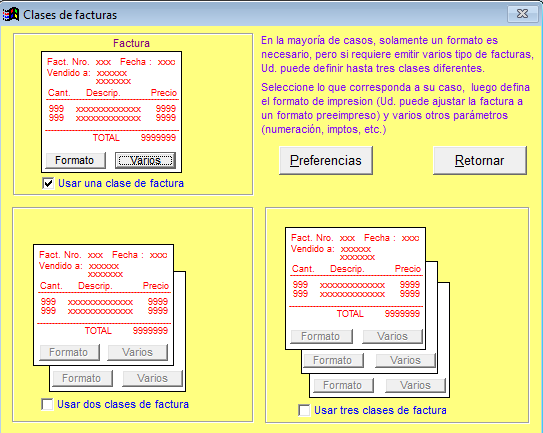 Clases de facturas
Factura
Fact. Nro. xxx Fecha : xxx
Vendido a: xxxxxx
xxxxxxx
Cant. Descrip. Precio
999 xxxxxxxxxxxxx 9999
999 xxxxxxxxxxxxx 9999
TOTAL 9999999
Formato Varios
Usar una clase de factura
En la mayoría de casos, solamente un formato es
necesario, pero si requiere emitir varios tipo de facturas,
Ud. puede definir hasta tres clases diferentes.
Seleccione lo que corresponda a su caso, luego defina
el formato de impresion (Ud. puede ajustar la factura a
un formato preeimpreso) y varios otros parámetros
(numeración, imptos, etc.)
Preferencias Retornar
Fact. Nro. xxx Fecha : xxx
Vendido a: xxxxxx
xxxxxxx
Cant. Descrip. Precio
999 xxxxxxxxxxxxx 9999
999 xxxxxxxxxxxxx 9999
TOTAL 9999999
Formato Varios
Formato Varios
Usar dos clases de factura
Fact. Nro. xxx Fecha : xxx
Vendido a: xxxxxx
xxxxxxx
Cant. Descrip. Precio
999 xxxxxxxxxxxxx 9999
999 xxxxxxxxxxxxx 9999
TOTAL 9999999
Formato Varios
Formato Varios
Formato Varios
Usar tres clases de factura